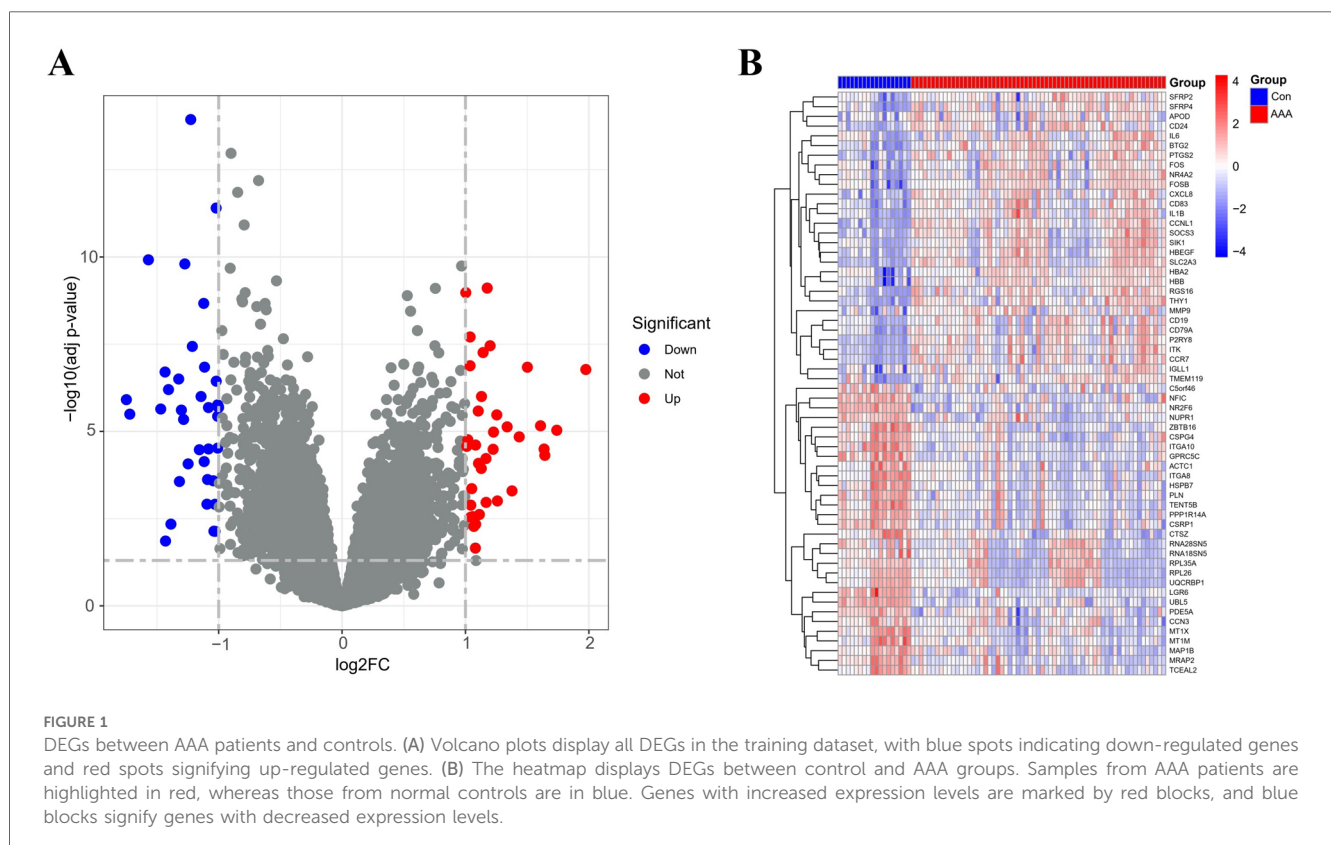 A
−log10(adj p-value)
10
5
0
−1
0
1
2
log2FC
Significant
Down
Not
Up
B
Group
SFRP2
SFRP4
APOD
CD24
IL6
BTG2
PTGS2
FOS
NR4A2
FOSB
CXCL8
CD83
IL1B
CCNL1
SOCS3
SIK1
HBEGF
SLC2A3
HBA2
HBB
RGS16
THY1
MMP9
CD19
CD79A
P2RY8
ITK
CCR7
IGLL1
TMEM119
C5orf46
NFIC
NR2F6
NUPR1
ZBTB16
CSPG4
ITGA10
GPRC5C
ACTC1
ITGA8
HSPB7
PLN
TENT5B
PPP1R14A
CSRP1
CTSZ
RNA28SN5
RNA18SN5
RPL35A
RPL26
UQCRBP1
LGR6
UBL5
PDE5A
CCN3
MT1X
MT1M
MAP1B
MRAP2
TCEAL2
4
2
0
−2
−4
Group
Con
AAA
FIGURE 1
DEGs between AAA patients and controls. (A) Volcano plots display all DEGs in the training dataset, with blue spots indicating down-regulated genes
and red spots signifying up-regulated genes. (B) The heatmap displays DEGs between control and AAA groups. Samples from AAA patients are
highlighted in red, whereas those from normal controls are in blue. Genes with increased expression levels are marked by red blocks, and blue
blocks signify genes with decreased expression levels.